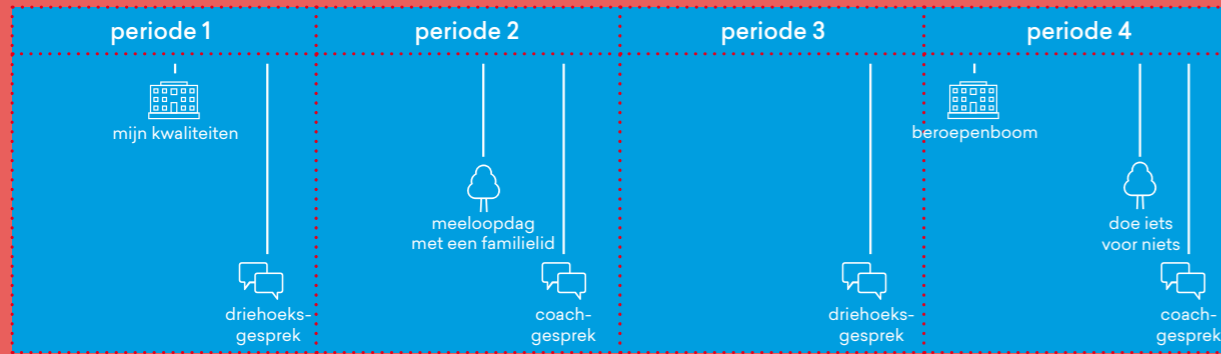 periode 1
periode 2
periode 3
periode 4
mijn kwaliteiten
beroepenboom
meeloopdag
met een familielid
doe iets
voor niets
driehoeks-
gesprek
coach-
gesprek
driehoeks-
gesprek
coach-
gesprek